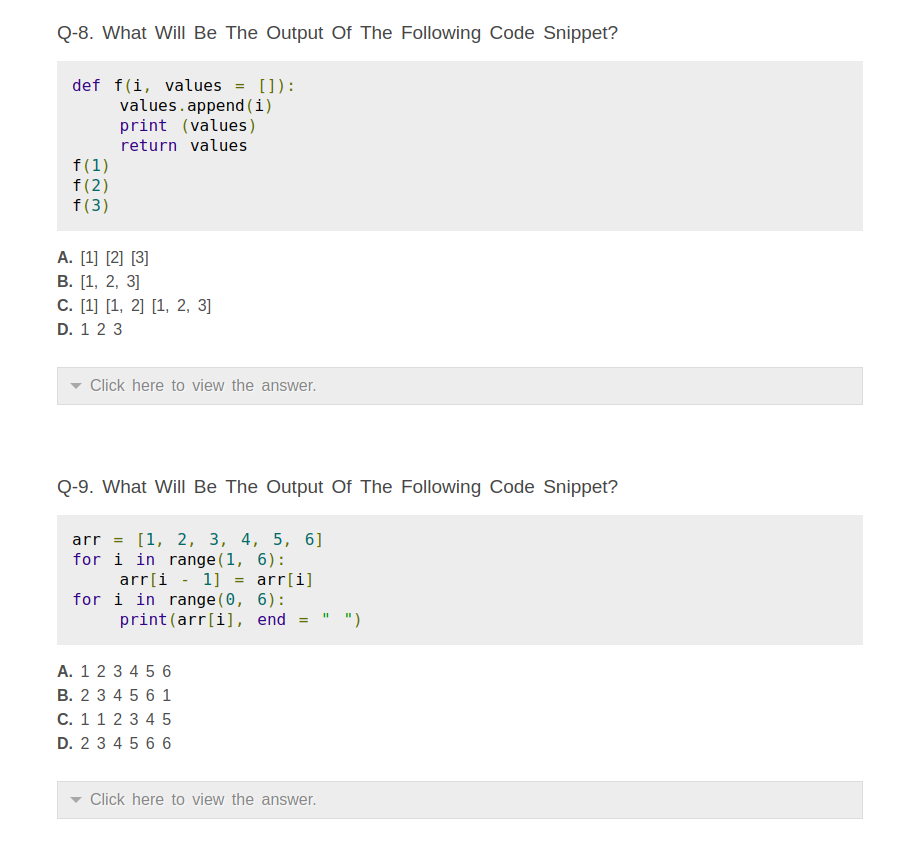 Q-8. What Will Be The Output Of The Following Code Snippet?
def f(i, values = []):
    values.append(i)
    print (values)
    return values
f(1)
f(2)
f(3)
A. [1] [2] [3]
B. [1, 2, 3]
C. [1] [1, 2] [1, 2, 3]
D. 1 2 3
Click here to view the answer.
Q-9. What Will Be The Output Of The Following Code Snippet?
arr = [1, 2, 3, 4, 5, 6]
for i in range(1, 6):
    arr[i - 1] = arr[i]
for i in range(0, 6):
    print(arr[i], end = " ")
A. 1 2 3 4 5 6
B. 2 3 4 5 6 1
C. 1 1 2 3 4 5
D. 2 3 4 5 6 6
Click here to view the answer.